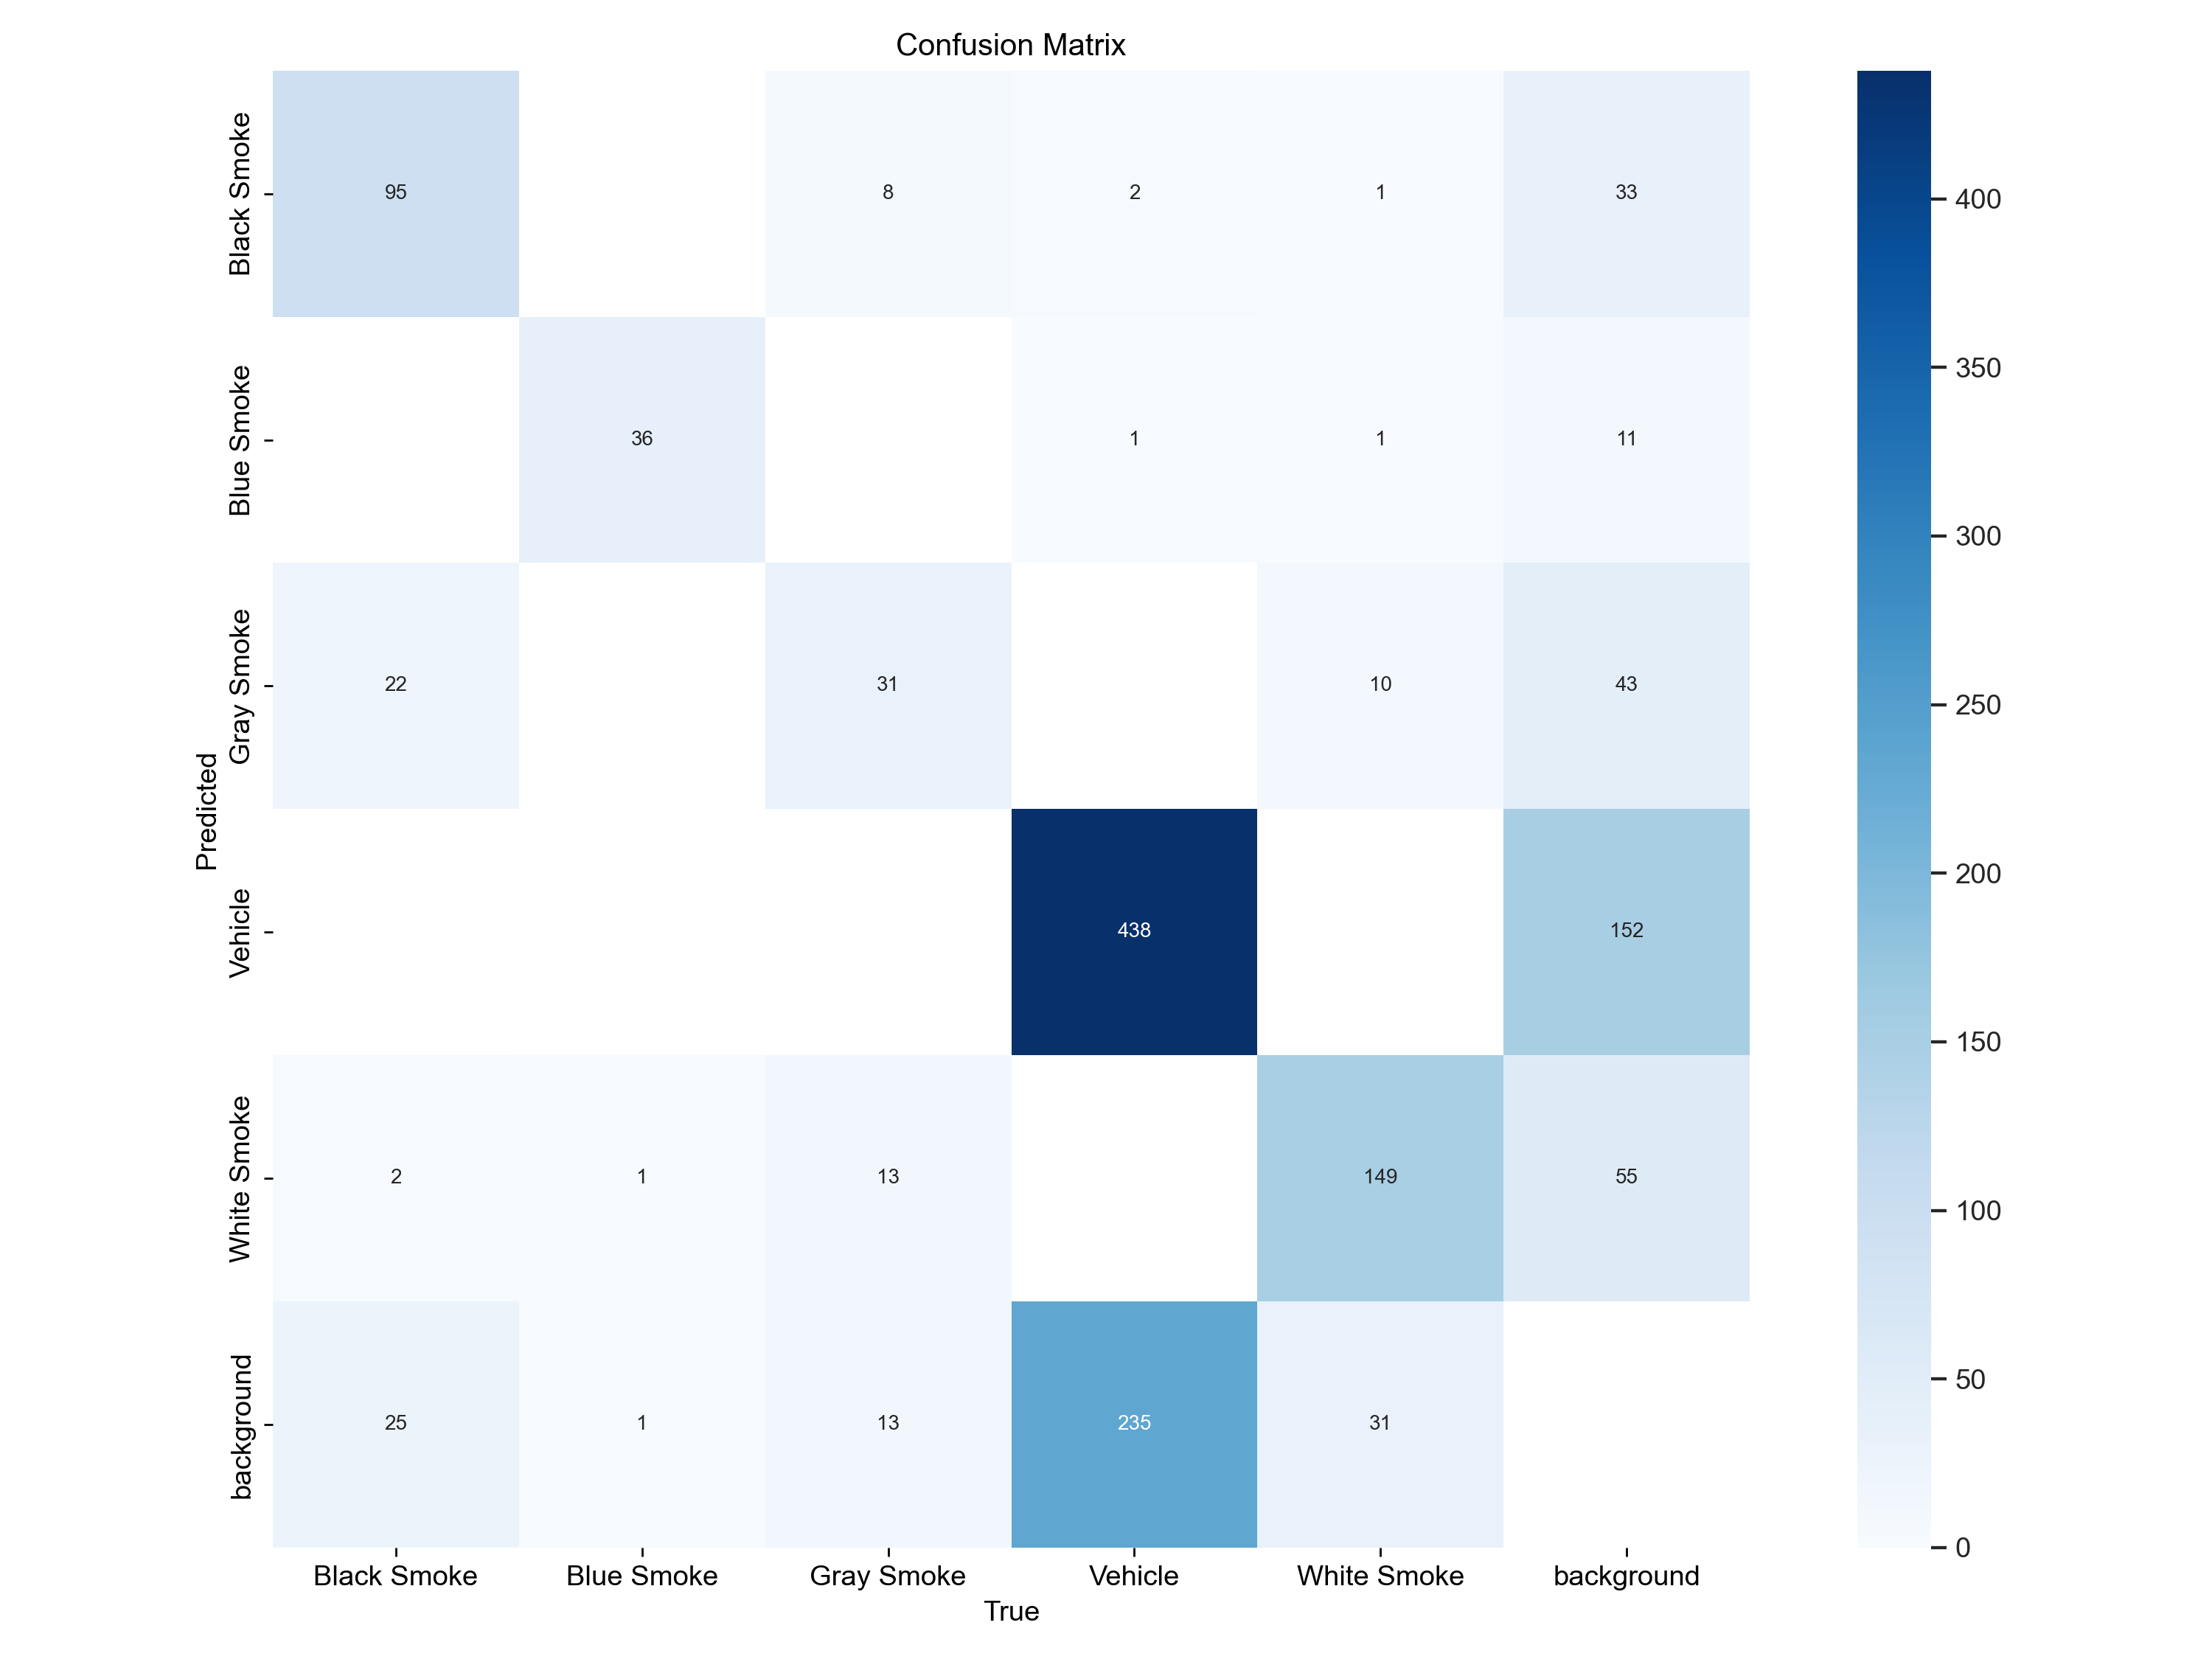 Confusion Matrix
Predicted
Black Smoke
95
8
2
1
33
Blue Smoke
36
1
1
11
Gray Smoke
22
31
10
43
Vehicle
438
152
White Smoke
2
1
13
149
55
background
25
1
13
235
31
Black Smoke
Blue Smoke
Gray Smoke
Vehicle
White Smoke
background
True
400
350
300
250
200
150
100
50
0